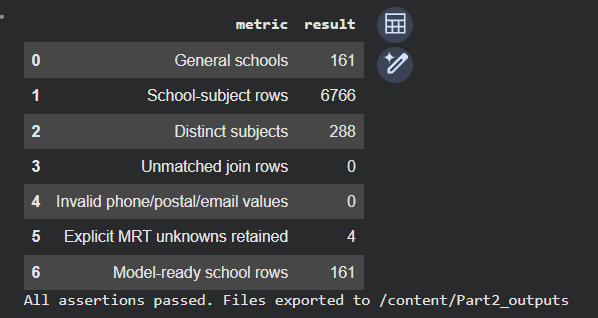 metric result
0 General schools 161
1 School-subject rows 6766
2 Distinct subjects 288
3 Unmatched join rows 0
4 Invalid phone/postal/email values 0
5 Explicit MRT unknowns retained 4
6 Model-ready school rows 161
All assertions passed. Files exported to /content/Part2_outputs